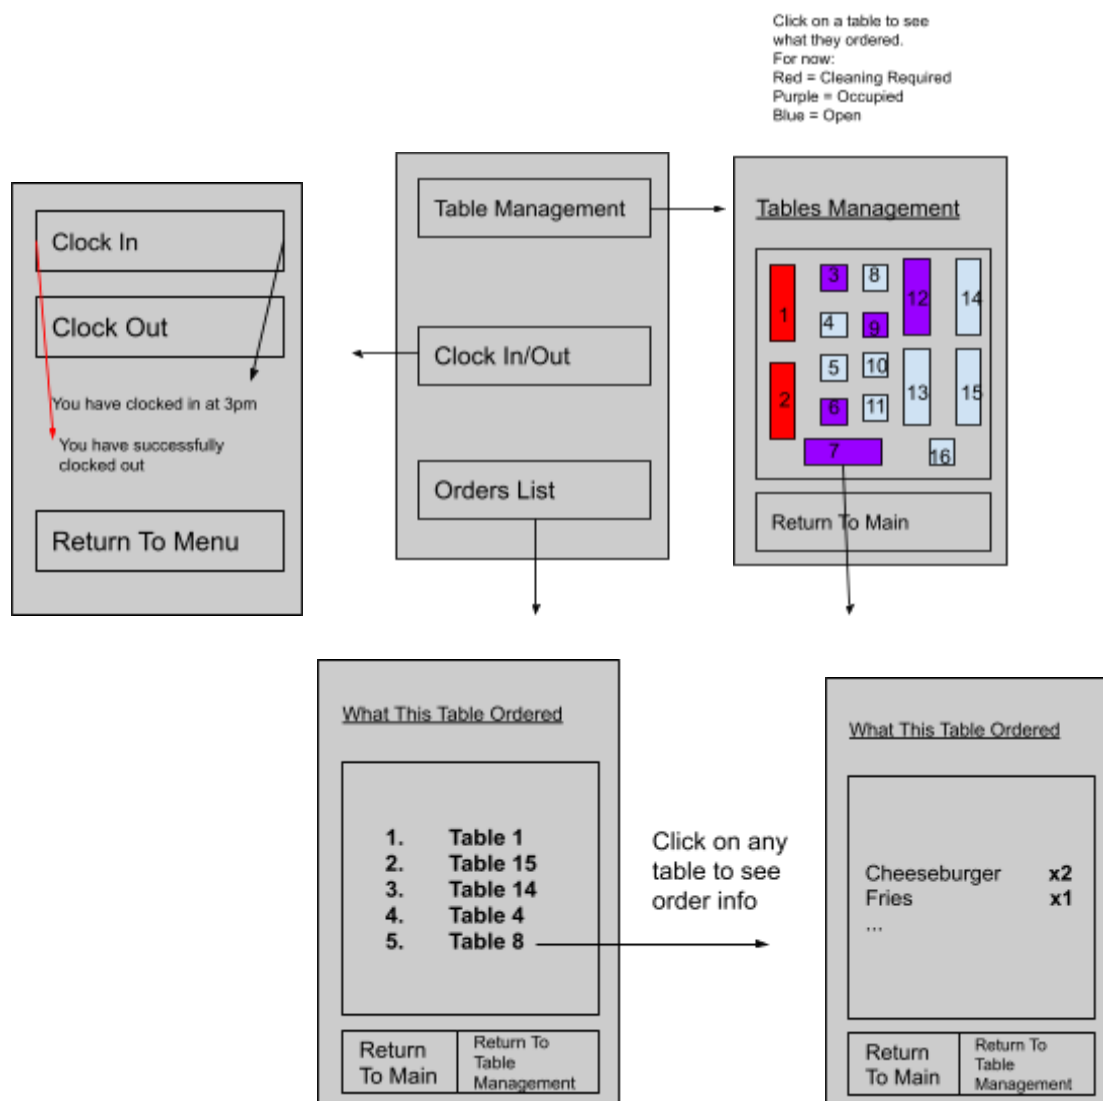 Click on a table to see
what they ordered.
For now:
Red = Cleaning Required
Purple = Occupied
Blue = Open
Clock In
Clock Out
You have clocked in at 3pm
You have successfully
clocked out
Return To Menu
Table Management
Clock In/Out
Orders List
Tables Management
1
2
3
4
5
6
7
8
9
10
11
12
13
14
15
16
Return To Main
What This Table Ordered
1. Table 1
2. Table 15
3. Table 14
4. Table 4
5. Table 8
Return
To Main
Return To
Table
Management
Click on any
table to see
order info
What This Table Ordered
Cheeseburger x2
Fries x1
...
Return
To Main
Return To
Table
Management